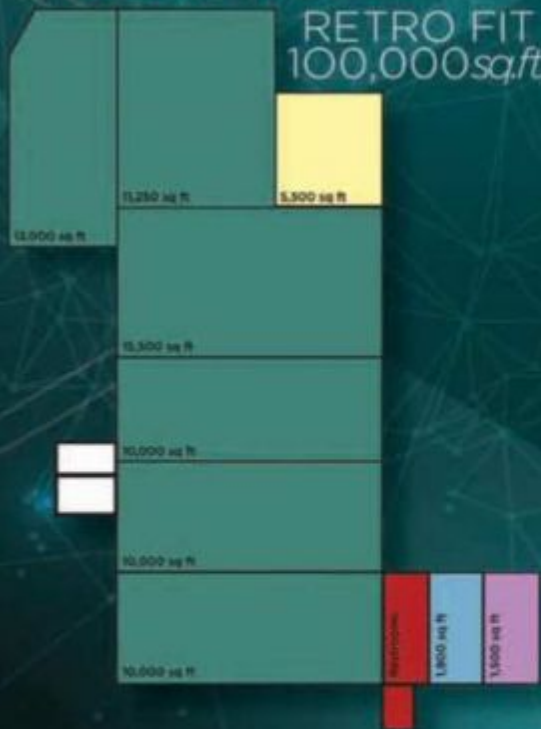 RETRO FIT
100,000sq.ft
11,250 sq ft
5,500 sq ft
12,000 sq ft
15,500 sq ft
10,000 sq ft
10,000 sq ft
10,000 sq ft
Restrooms
1,800 sq ft
1,500 sq ft